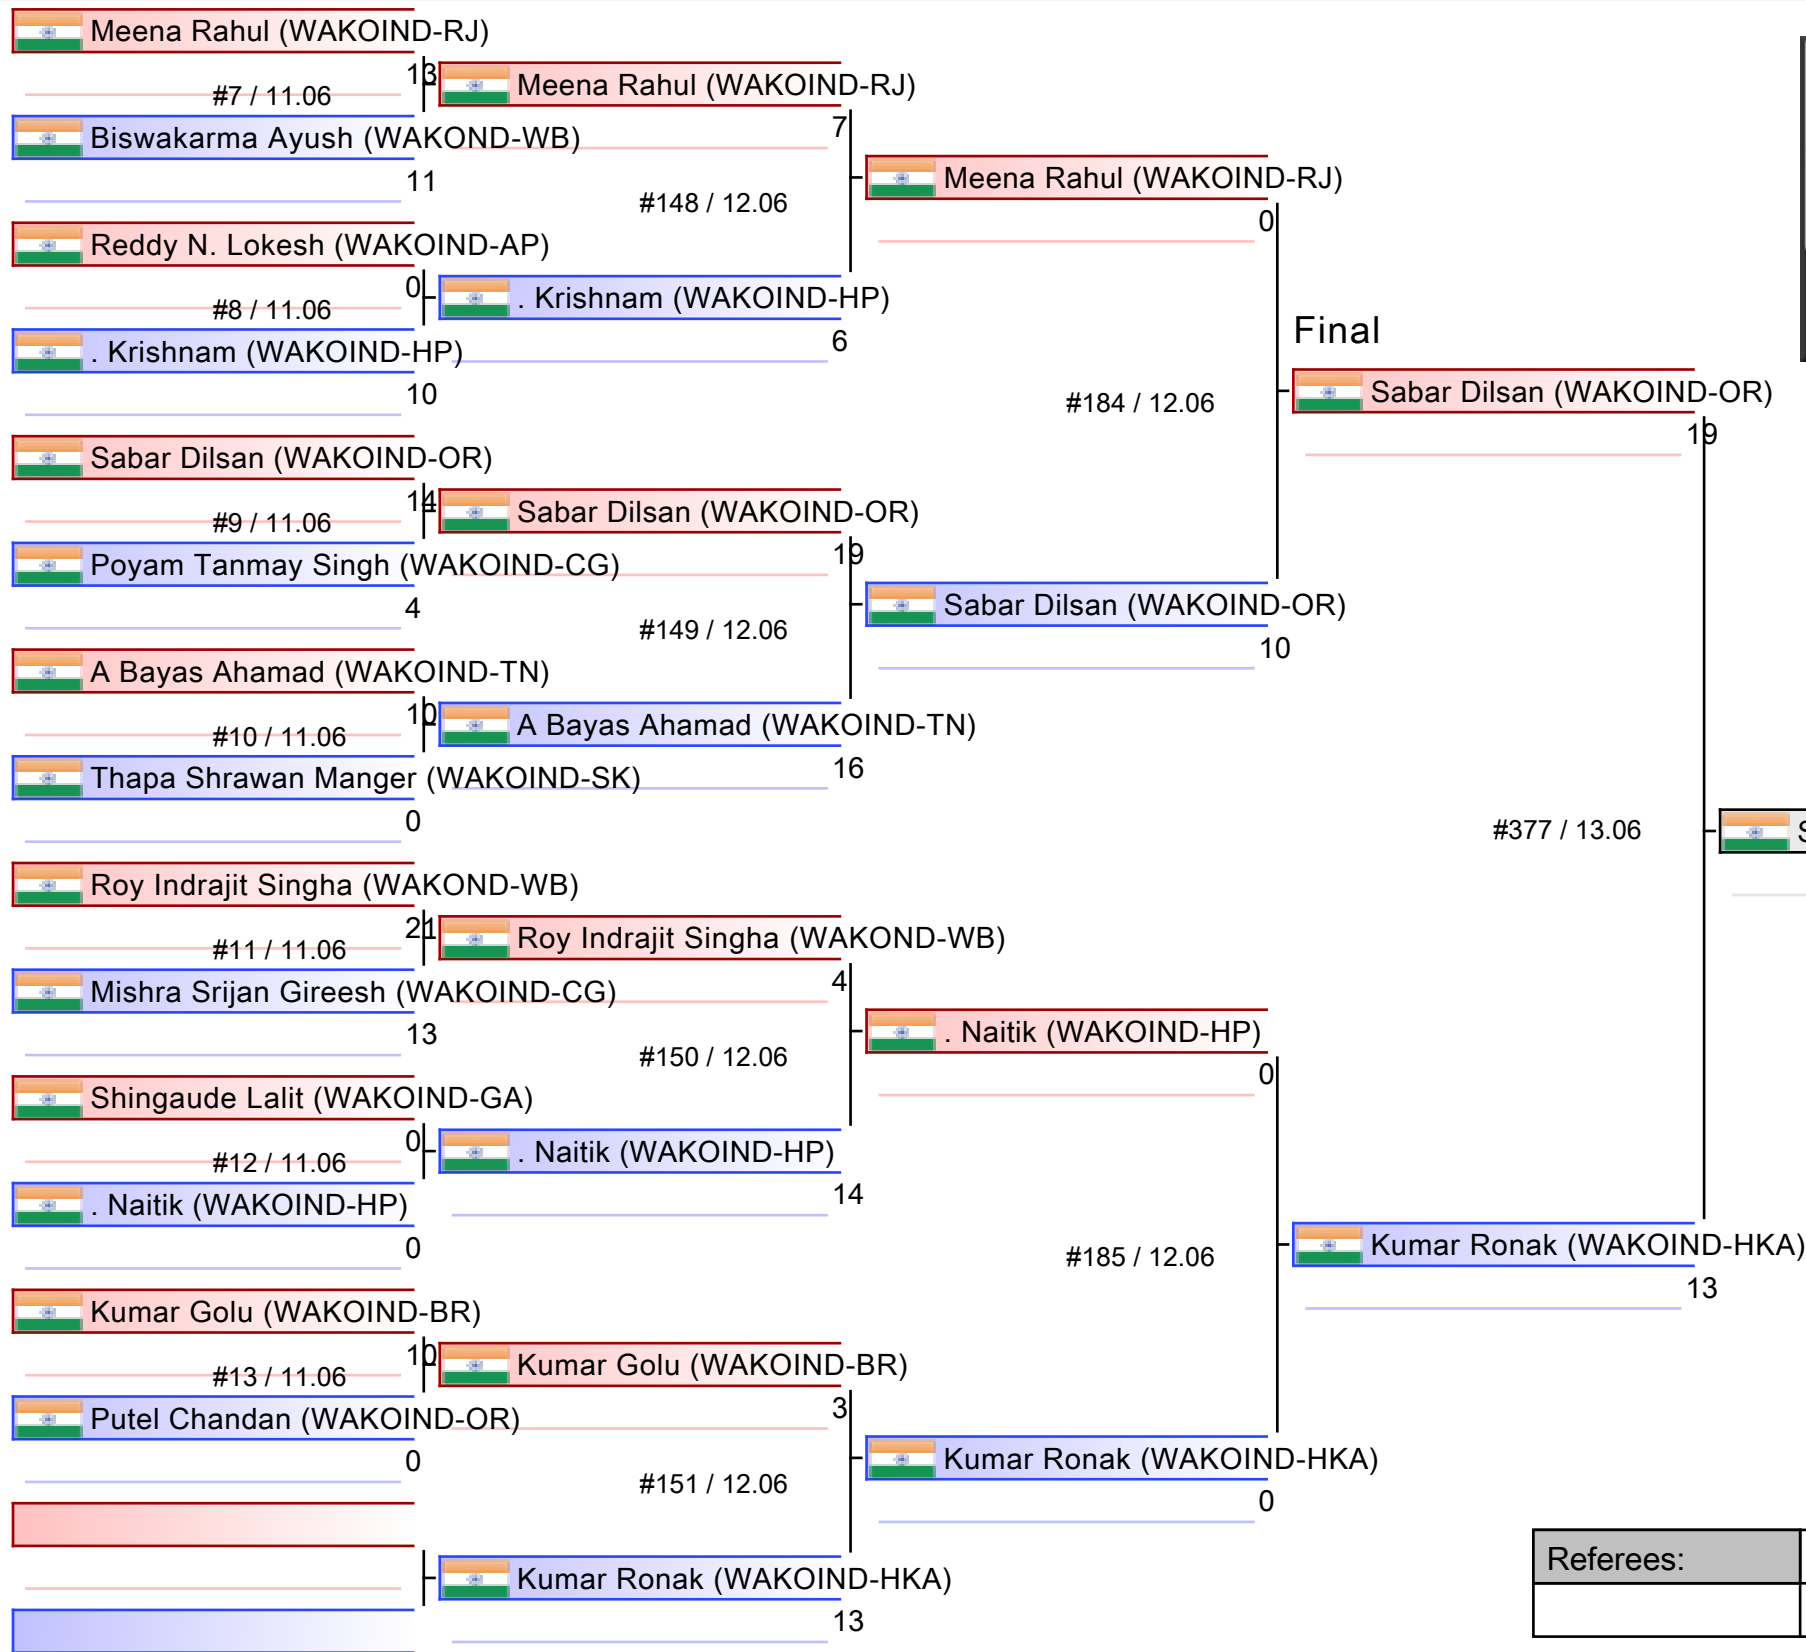 Meena Rahul (WAKOIND-RJ)
13
#7 / 11.06
Biswakarma Ayush (WAKOND-WB)
11
Reddy N. Lokesh (WAKOIND-AP)
0
#8 / 11.06
. Krishnam (WAKOIND-HP)
10
Sabar Dilsan (WAKOIND-OR)
14
#9 / 11.06
Poyam Tanmay Singh (WAKOIND-CG)
4
A Bayas Ahamad (WAKOIND-TN)
10
#10 / 11.06
Thapa Shrawan Manger (WAKOIND-SK)
0
Roy Indrajit Singha (WAKOND-WB)
21
#11 / 11.06
Mishra Srijan Gireesh (WAKOIND-CG)
13
Shingaude Lalit (WAKOIND-GA)
0
#12 / 11.06
. Naitik (WAKOIND-HP)
0
Kumar Golu (WAKOIND-BR)
10
#13 / 11.06
Putel Chandan (WAKOIND-OR)
0
Meena Rahul (WAKOIND-RJ)
7
#148 / 12.06
. Krishnam (WAKOIND-HP)
6
Sabar Dilsan (WAKOIND-OR)
19
#149 / 12.06
A Bayas Ahamad (WAKOIND-TN)
16
Roy Indrajit Singha (WAKOND-WB)
4
#150 / 12.06
. Naitik (WAKOIND-HP)
14
Kumar Golu (WAKOIND-BR)
3
#151 / 12.06
Kumar Ronak (WAKOIND-HKA)
13
Meena Rahul (WAKOIND-RJ)
0
#184 / 12.06
Sabar Dilsan (WAKOIND-OR)
10
. Naitik (WAKOIND-HP)
0
#185 / 12.06
Kumar Ronak (WAKOIND-HKA)
0
Final
Sabar Dilsan (WAKOIND-OR)
19
#377 / 13.06
Kumar Ronak (WAKOIND-HKA)
13
Referees: